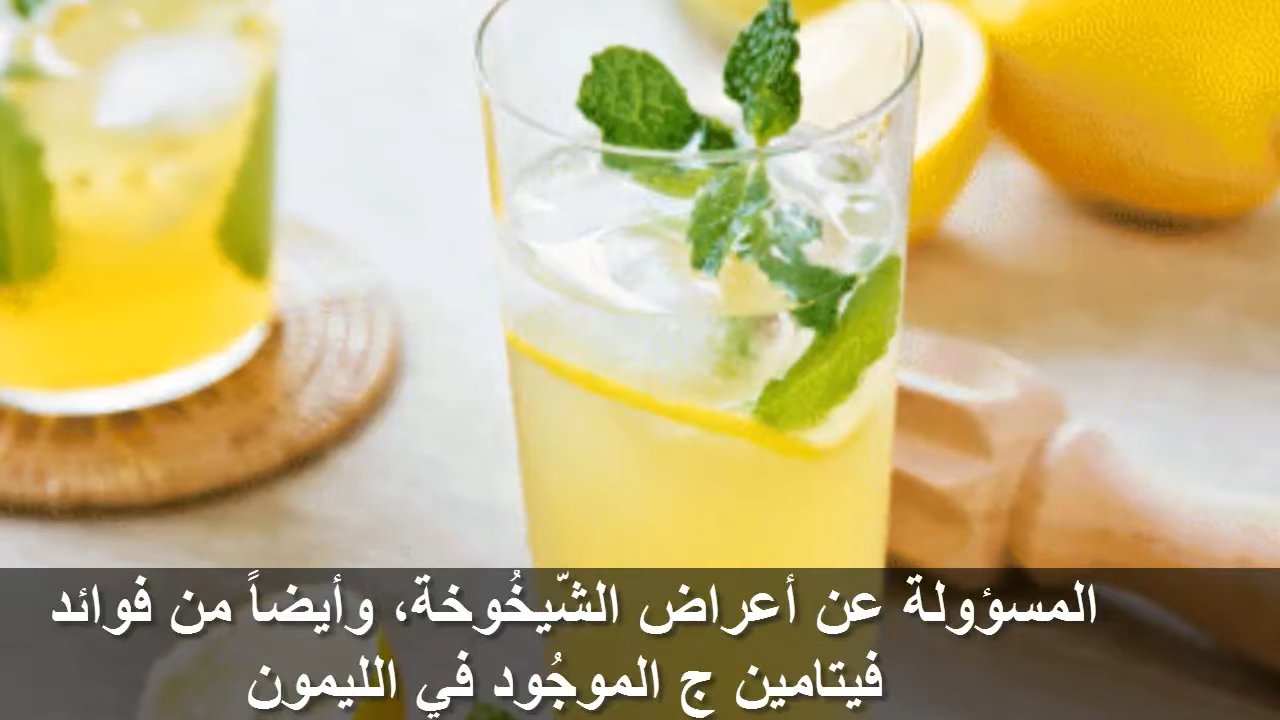 المسؤولة عن أعراض الشّيخُوخة، وأيضاً من فوائد
فيتامين ج الموجُود في الليمون